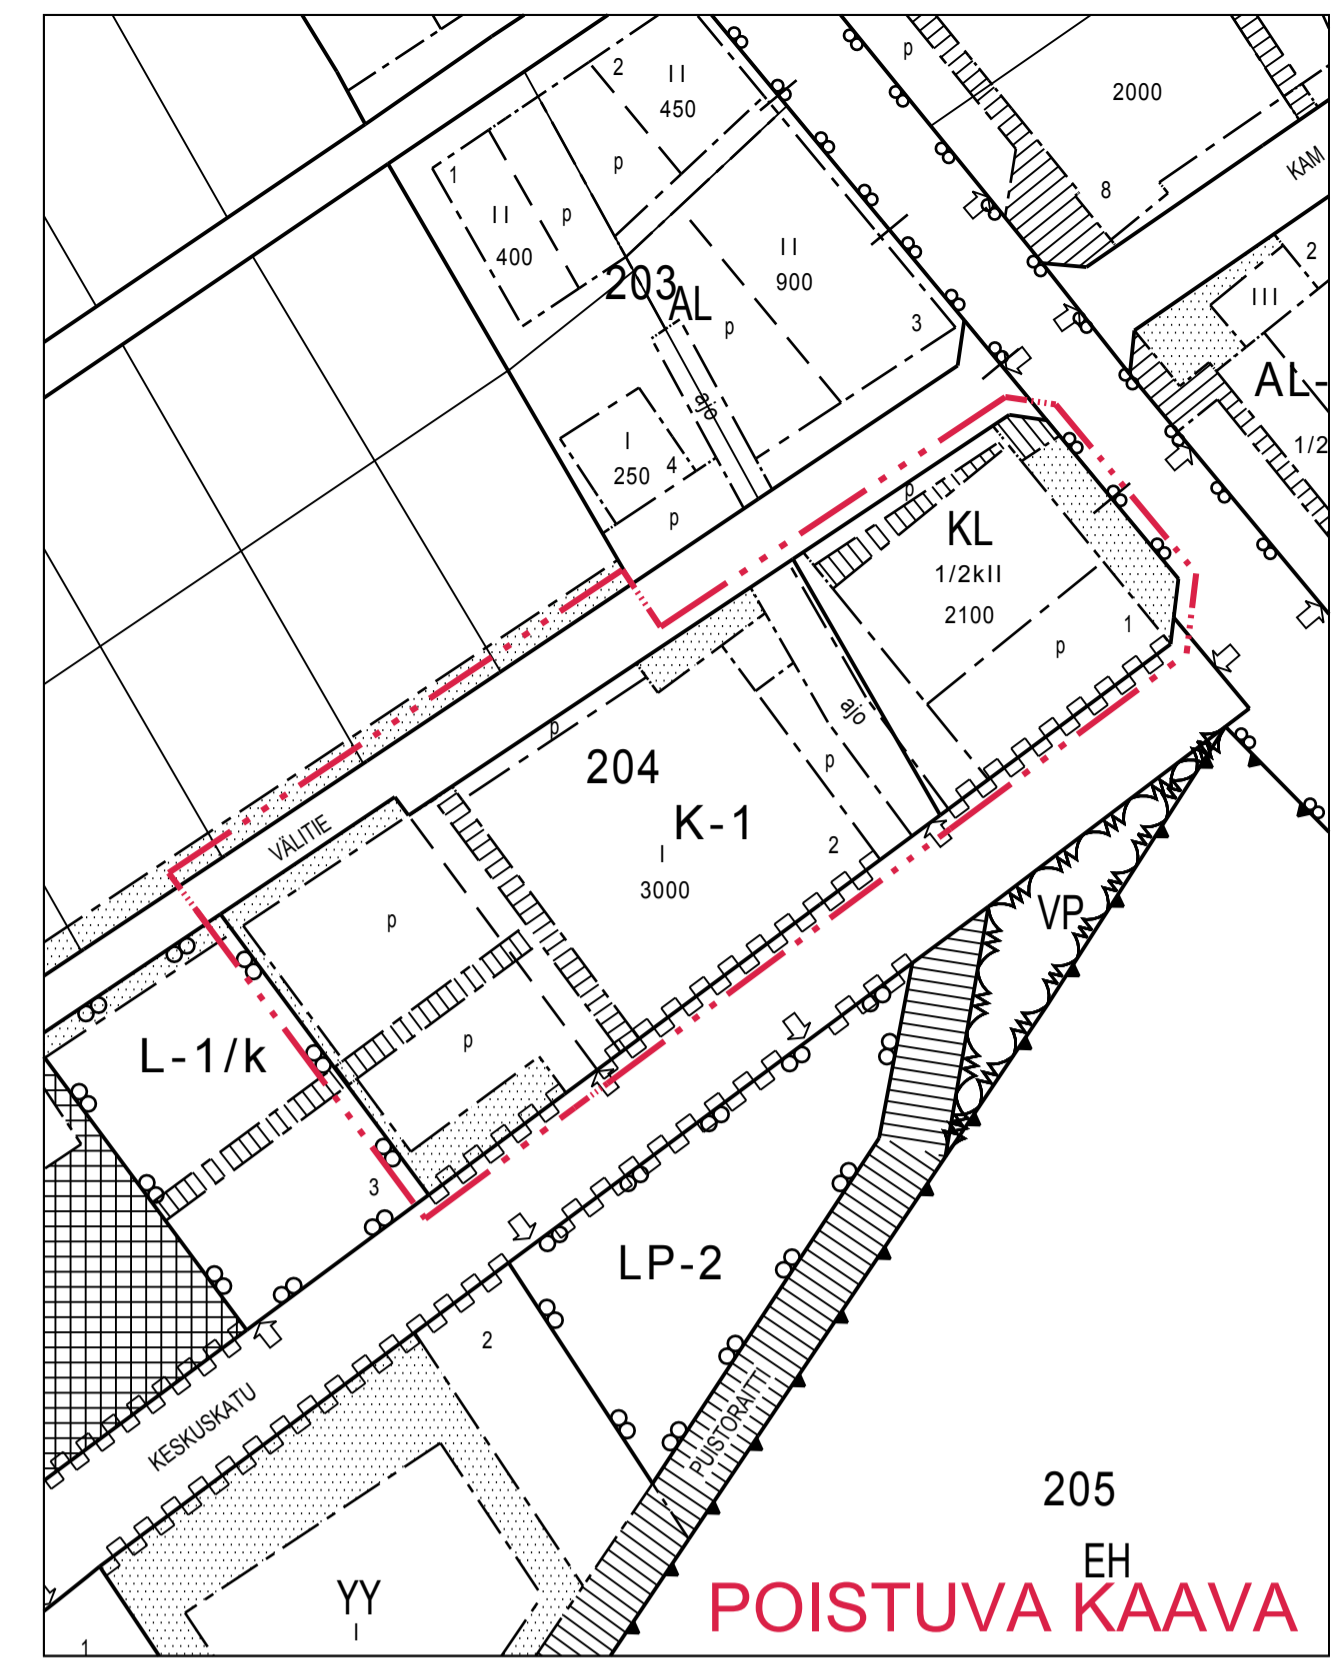 2
II
450
p
p
2000
8
KAM
1
II
400
p
p
II
900
3
203
AL
ajo
2
III
AL-
1/2
I
250
4
p
p
KL
1/2kII
2100
1
p
ajo
p
p
204
K-1
I
3000
2
VÄLITIE
p
p
VP
L-1/k
3
LP-2
2
KESKUSKATU
PUISTORAITTI
205
EH
YY
I
1
POISTUVA KAAVA